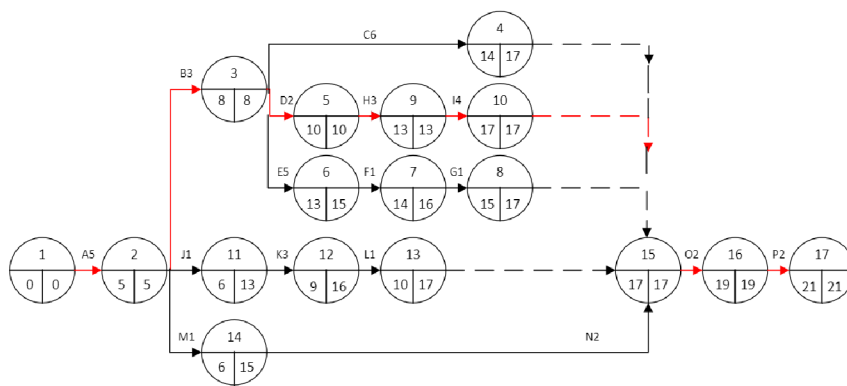 C6
4
14 17
B3
3
8 8
D2
5
10 10
H3
9
13 13
I4
10
17 17
E5
6
13 15
F1
7
14 16
G1
8
15 17
1
0 0
A5
2
5 5
J1
11
6 13
K3
12
9 16
L1
13
10 17
15
17 17
O2
16
19 19
P2
17
21 21
M1
14
6 15
N2